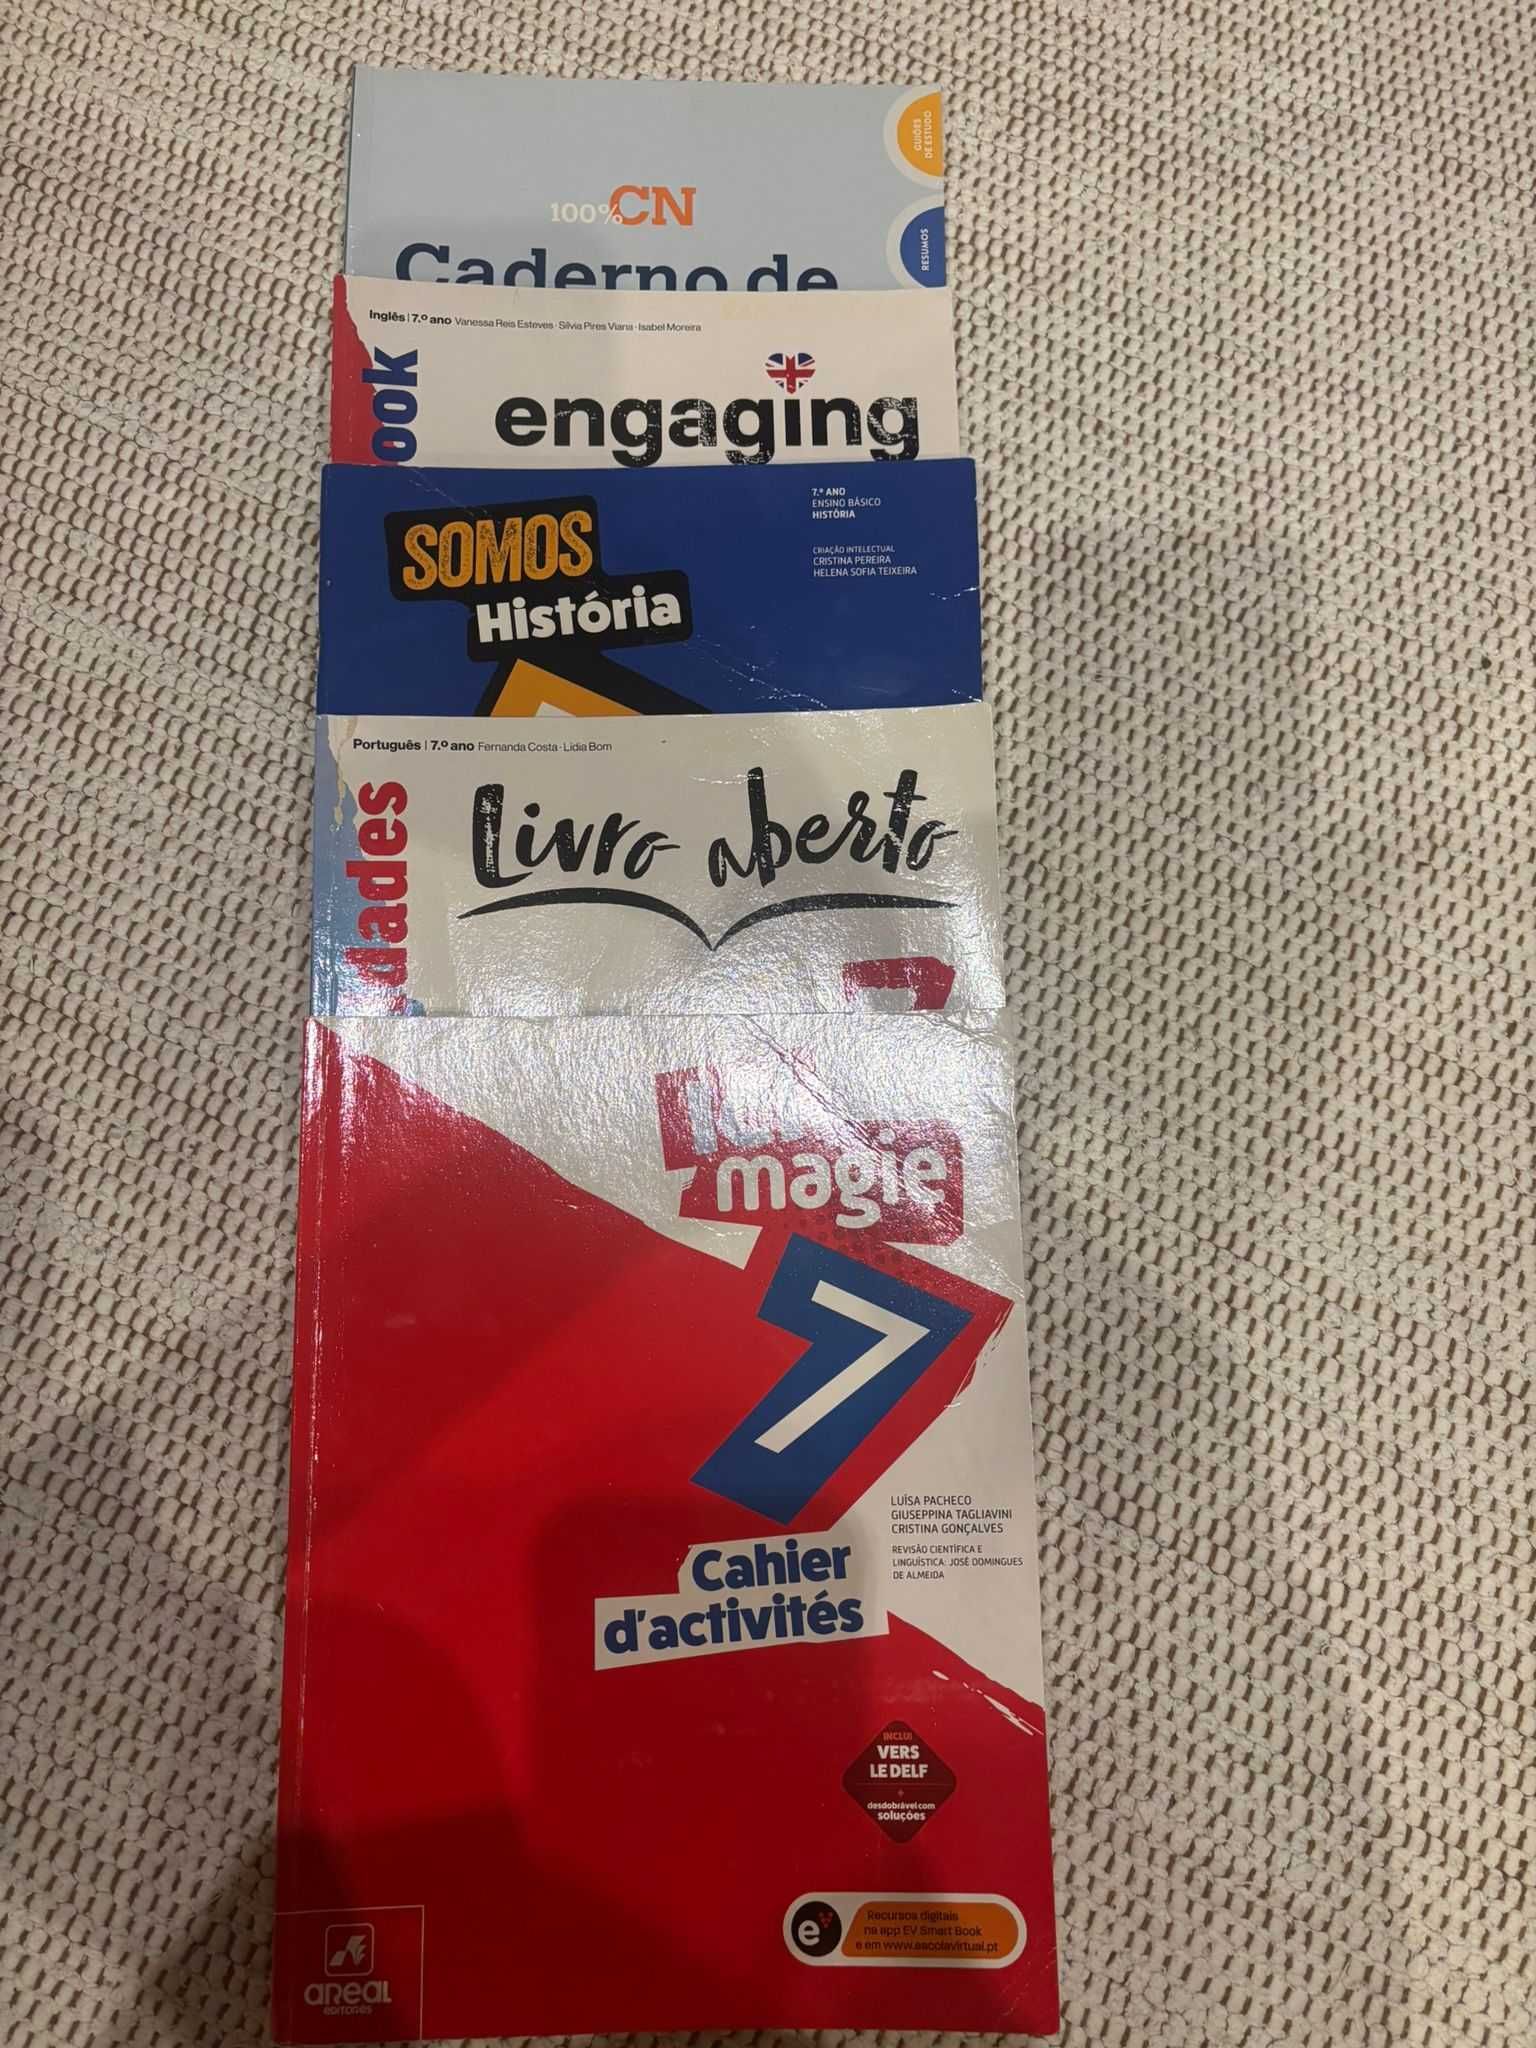 GUIÕES
DE ESTUDO
100% CN
RESUMOS
Caderno de
Inglês | 7.º ano Vanessa Reis Esteves · Sílvia Pires Viana · Isabel Moreira
engaging
7.º ANO
ENSINO BÁSICO
HISTÓRIA
SOMOS
História
CRIAÇÃO INTELECTUAL
CRISTINA PEREIRA
HELENA SOFIA TEIXEIRA
Português | 7.º ano Fernanda Costa · Lídia Bom
Livro aberto
dades
7
magie
7
LUÍSA PACHECO
GIUSEPPINA TAGLIAVINI
CRISTINA GONÇALVES
REVISÃO CIENTÍFICA E
LINGUÍSTICA: JOSÉ DOMINGUES
DE ALMEIDA
Cahier
d'activités
INCLUI
VERS
LE DELF
+
desdobrável com
soluções
e
Recursos digitais
na app EV Smart Book
e em www.escolavirtual.pt
AREAL
EDITORES